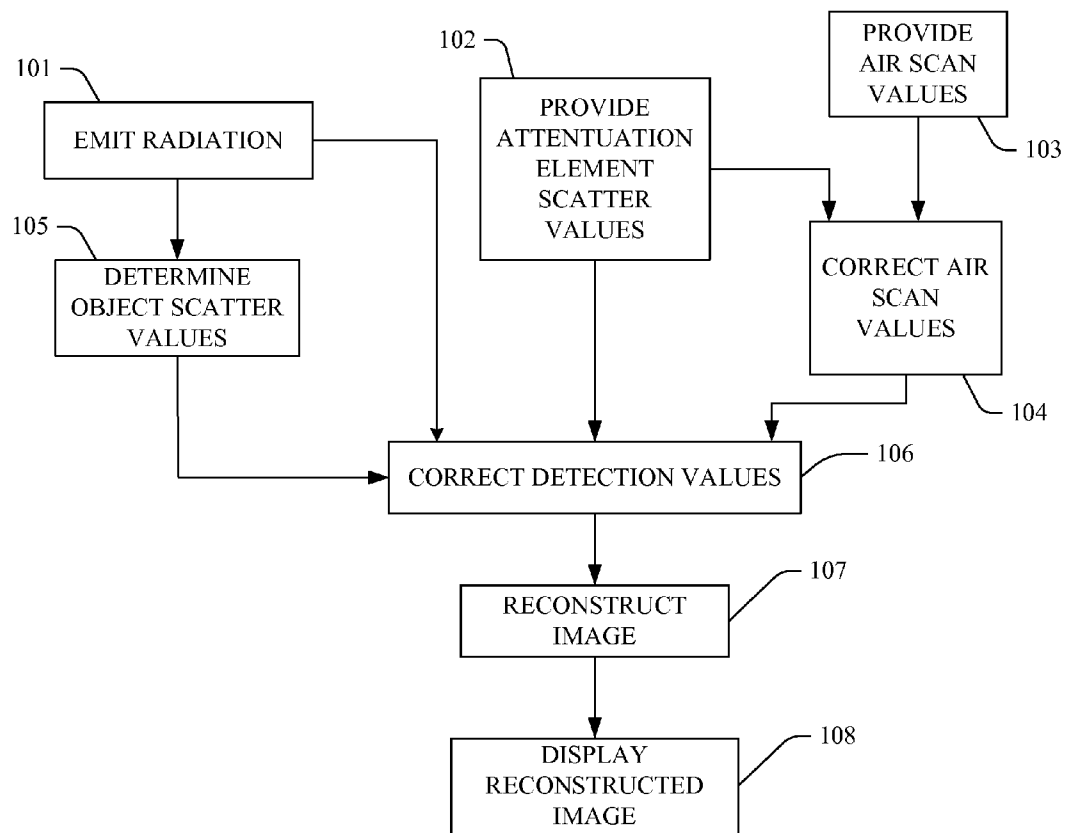 101
EMIT RADIATION
102
PROVIDE
ATTENTUATION
ELEMENT
SCATTER
VALUES
PROVIDE
AIR SCAN
VALUES
103
105
DETERMINE
OBJECT SCATTER
VALUES
CORRECT AIR
SCAN
VALUES
104
CORRECT DETECTION VALUES
106
RECONSTRUCT
IMAGE
107
DISPLAY
RECONSTRUCTED
IMAGE
108